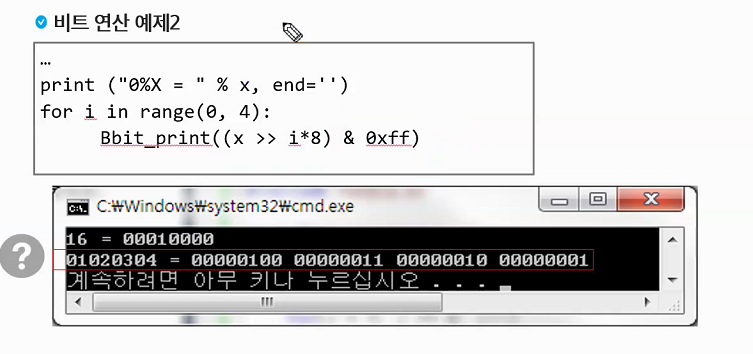 비트 연산 예제2
…
print ("0%X = " % x, end='')
for i in range(0, 4):
Bbit_print((x >> i*8) & 0xff)
C:\Windows\system32\cmd.exe
16 = 00010000
?
01020304 = 00000100 00000011 00000010 00000001
계속하려면 아무 키나 누르십시오 . . .